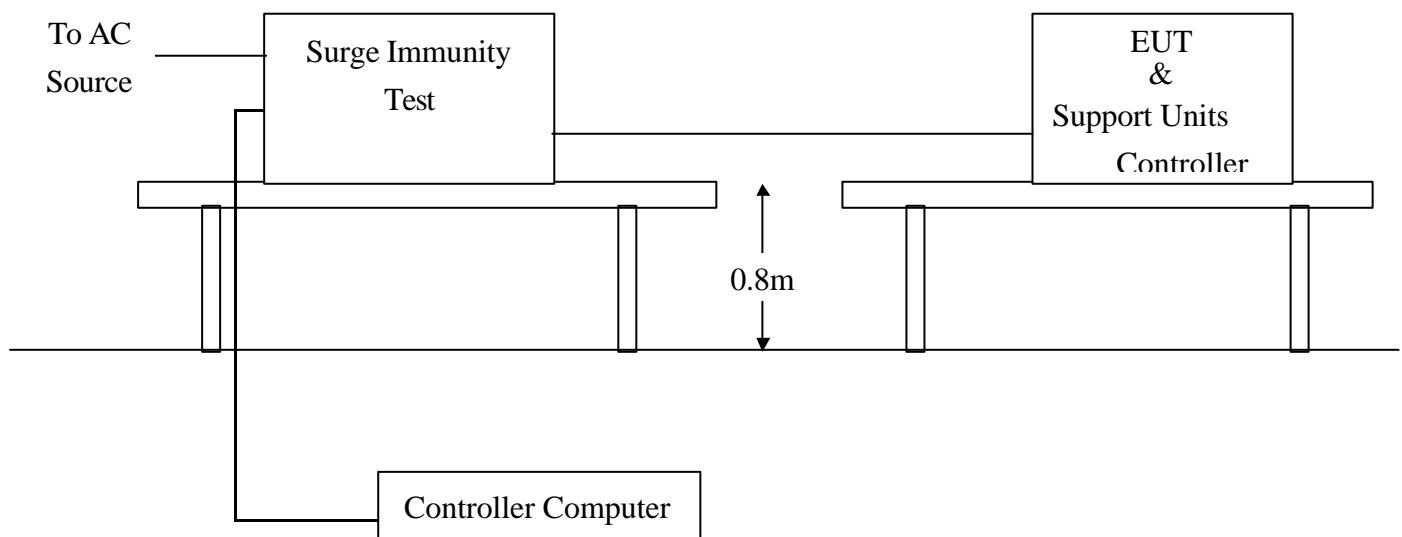 To AC
Source
Surge Immunity
Test
EUT
&
Support Units
Controller
0.8m
Controller Computer